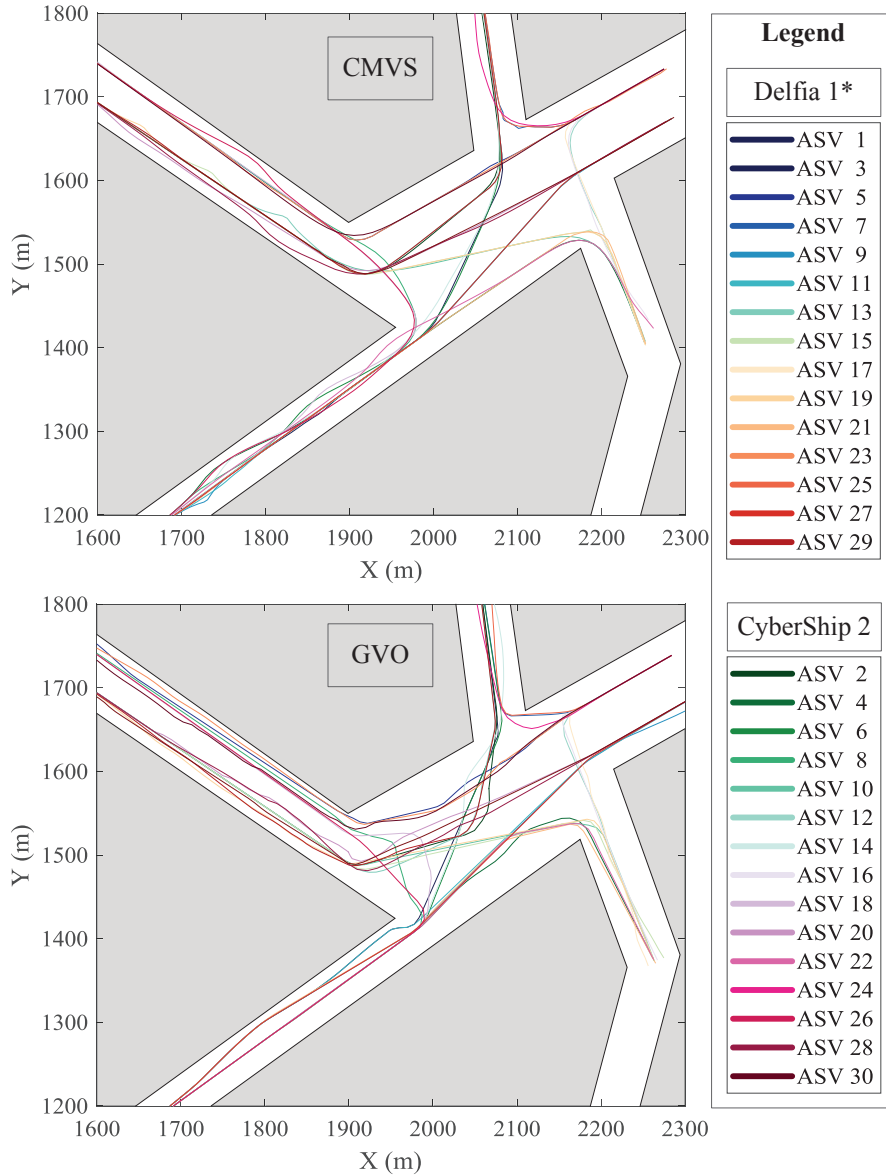 CMVS
Y (m)
1800
1700
1600
1500
1400
1300
1200
1600 1700 1800 1900 2000 2100 2200 2300
X (m)
GVO
Y (m)
1800
1700
1600
1500
1400
1300
1200
1600 1700 1800 1900 2000 2100 2200 2300
X (m)
Legend
Delfia 1*
ASV 1
ASV 3
ASV 5
ASV 7
ASV 9
ASV 11
ASV 13
ASV 15
ASV 17
ASV 19
ASV 21
ASV 23
ASV 25
ASV 27
ASV 29
CyberShip 2
ASV 2
ASV 4
ASV 6
ASV 8
ASV 10
ASV 12
ASV 14
ASV 16
ASV 18
ASV 20
ASV 22
ASV 24
ASV 26
ASV 28
ASV 30